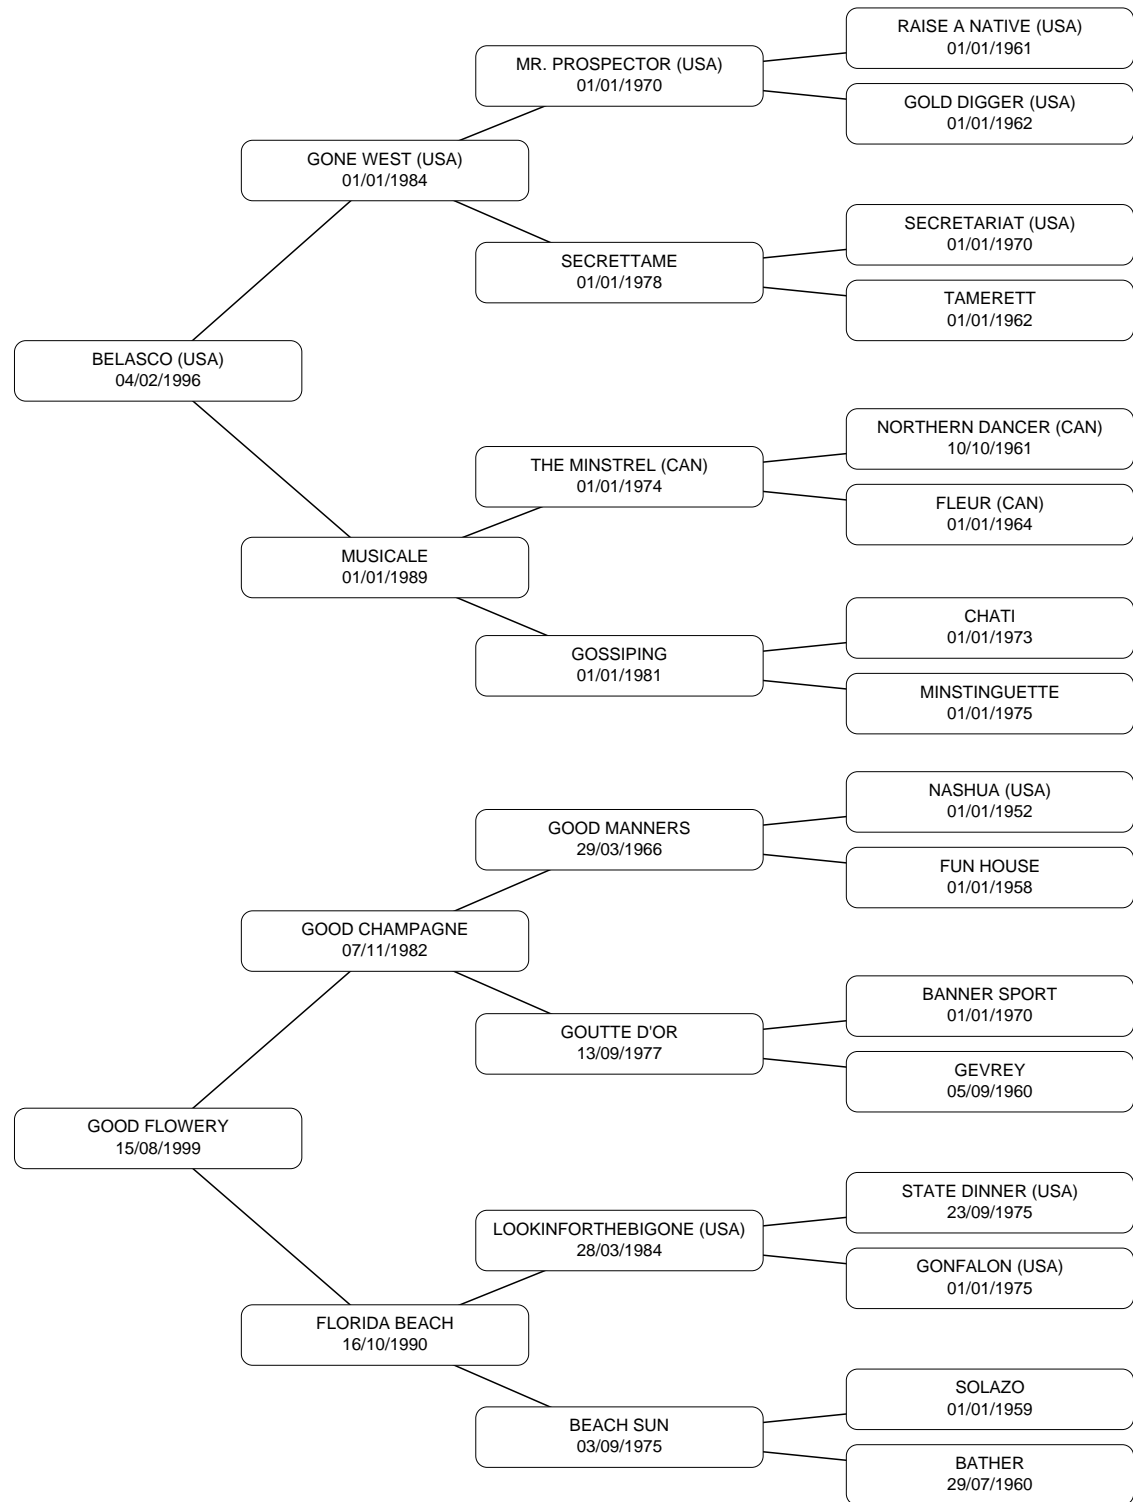 RAISE A NATIVE (USA)
01/01/1961
MR. PROSPECTOR (USA)
01/01/1970
GOLD DIGGER (USA)
01/01/1962
GONE WEST (USA)
01/01/1984
SECRETARIAT (USA)
01/01/1970
SECRETTAME
01/01/1978
TAMERETT
01/01/1962
BELASCO (USA)
04/02/1996
NORTHERN DANCER (CAN)
10/10/1961
THE MINSTREL (CAN)
01/01/1974
FLEUR (CAN)
01/01/1964
MUSICALE
01/01/1989
CHATI
01/01/1973
GOSSIPING
01/01/1981
MINSTINGUETTE
01/01/1975
NASHUA (USA)
01/01/1952
GOOD MANNERS
29/03/1966
FUN HOUSE
01/01/1958
GOOD CHAMPAGNE
07/11/1982
BANNER SPORT
01/01/1970
GOUTTE D'OR
13/09/1977
GEVREY
05/09/1960
GOOD FLOWERY
15/08/1999
STATE DINNER (USA)
23/09/1975
LOOKINFORTHEBIGONE (USA)
28/03/1984
GONFALON (USA)
01/01/1975
FLORIDA BEACH
16/10/1990
SOLAZO
01/01/1959
BEACH SUN
03/09/1975
BATHER
29/07/1960